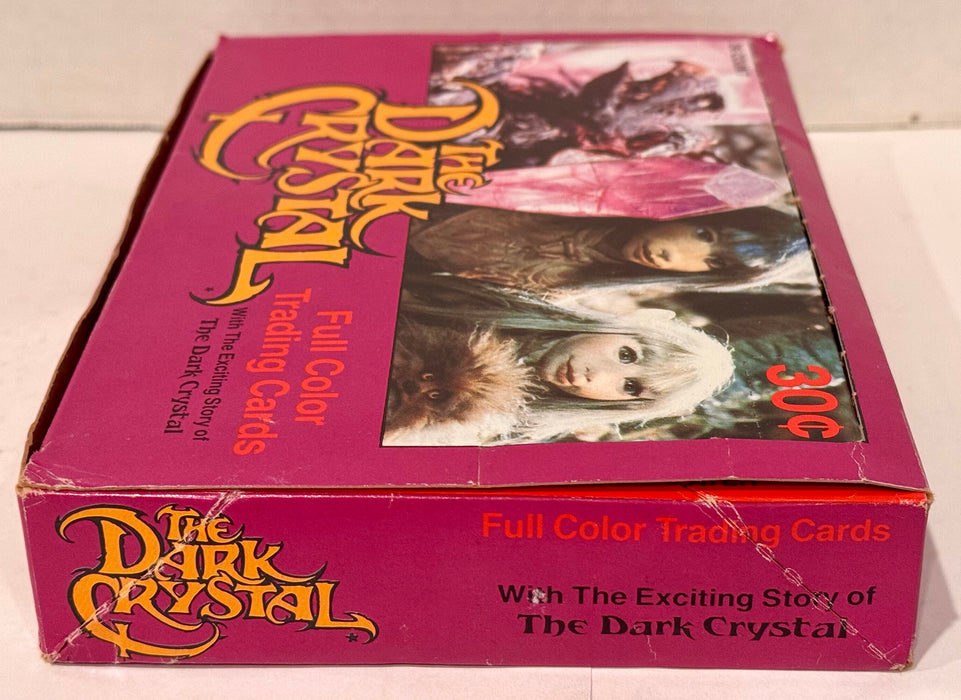 THE
DARK
CRYSTAL
Full Color
Trading Cards
With The Exciting Story of
The Dark Crystal
30¢
THE
DARK
CRYSTAL
Full Color Trading Cards
With The Exciting Story of
The Dark Crystal